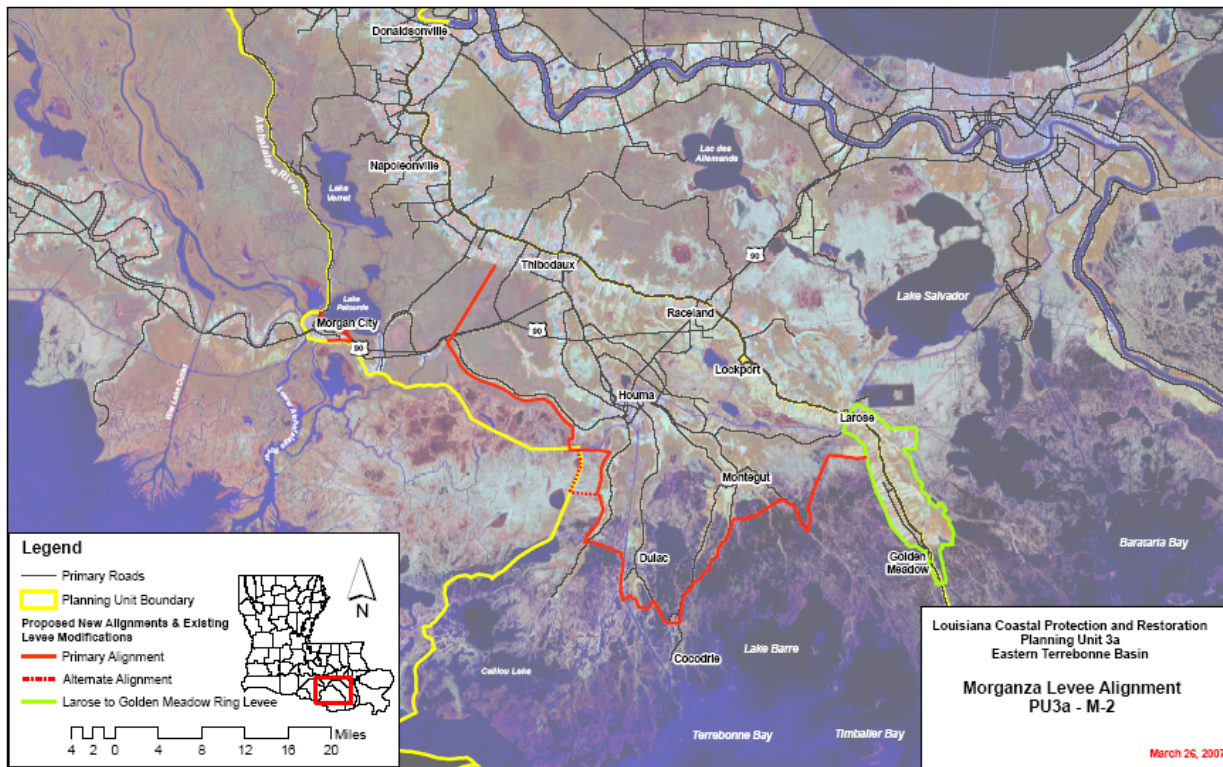 Donaldsonville
Atchafalaya River
Napoleonville
Lake
Verret
Lac des
Allemands
90
Thibodaux
Lake Salvador
Lake
Palourde
Morgan City
90
90
Raceland
Lockport
Houma
Larose
Wax Lake Outlet
Montegut
Golden
Meadow
Barataria Bay
Dulac
Cocodrie
Lake Barre
Caillou Lake
Terrebonne Bay
Timbalier Bay
Legend
Primary Roads
Planning Unit Boundary
Proposed New Alignments & Existing
Levee Modifications
Primary Alignment
Alternate Alignment
Larose to Golden Meadow Ring Levee
N
Miles
4 2 0 4 8 12 16 20
Louisiana Coastal Protection and Restoration
Planning Unit 3a
Eastern Terrebonne Basin
Morganza Levee Alignment
PU3a - M-2
March 26, 2007